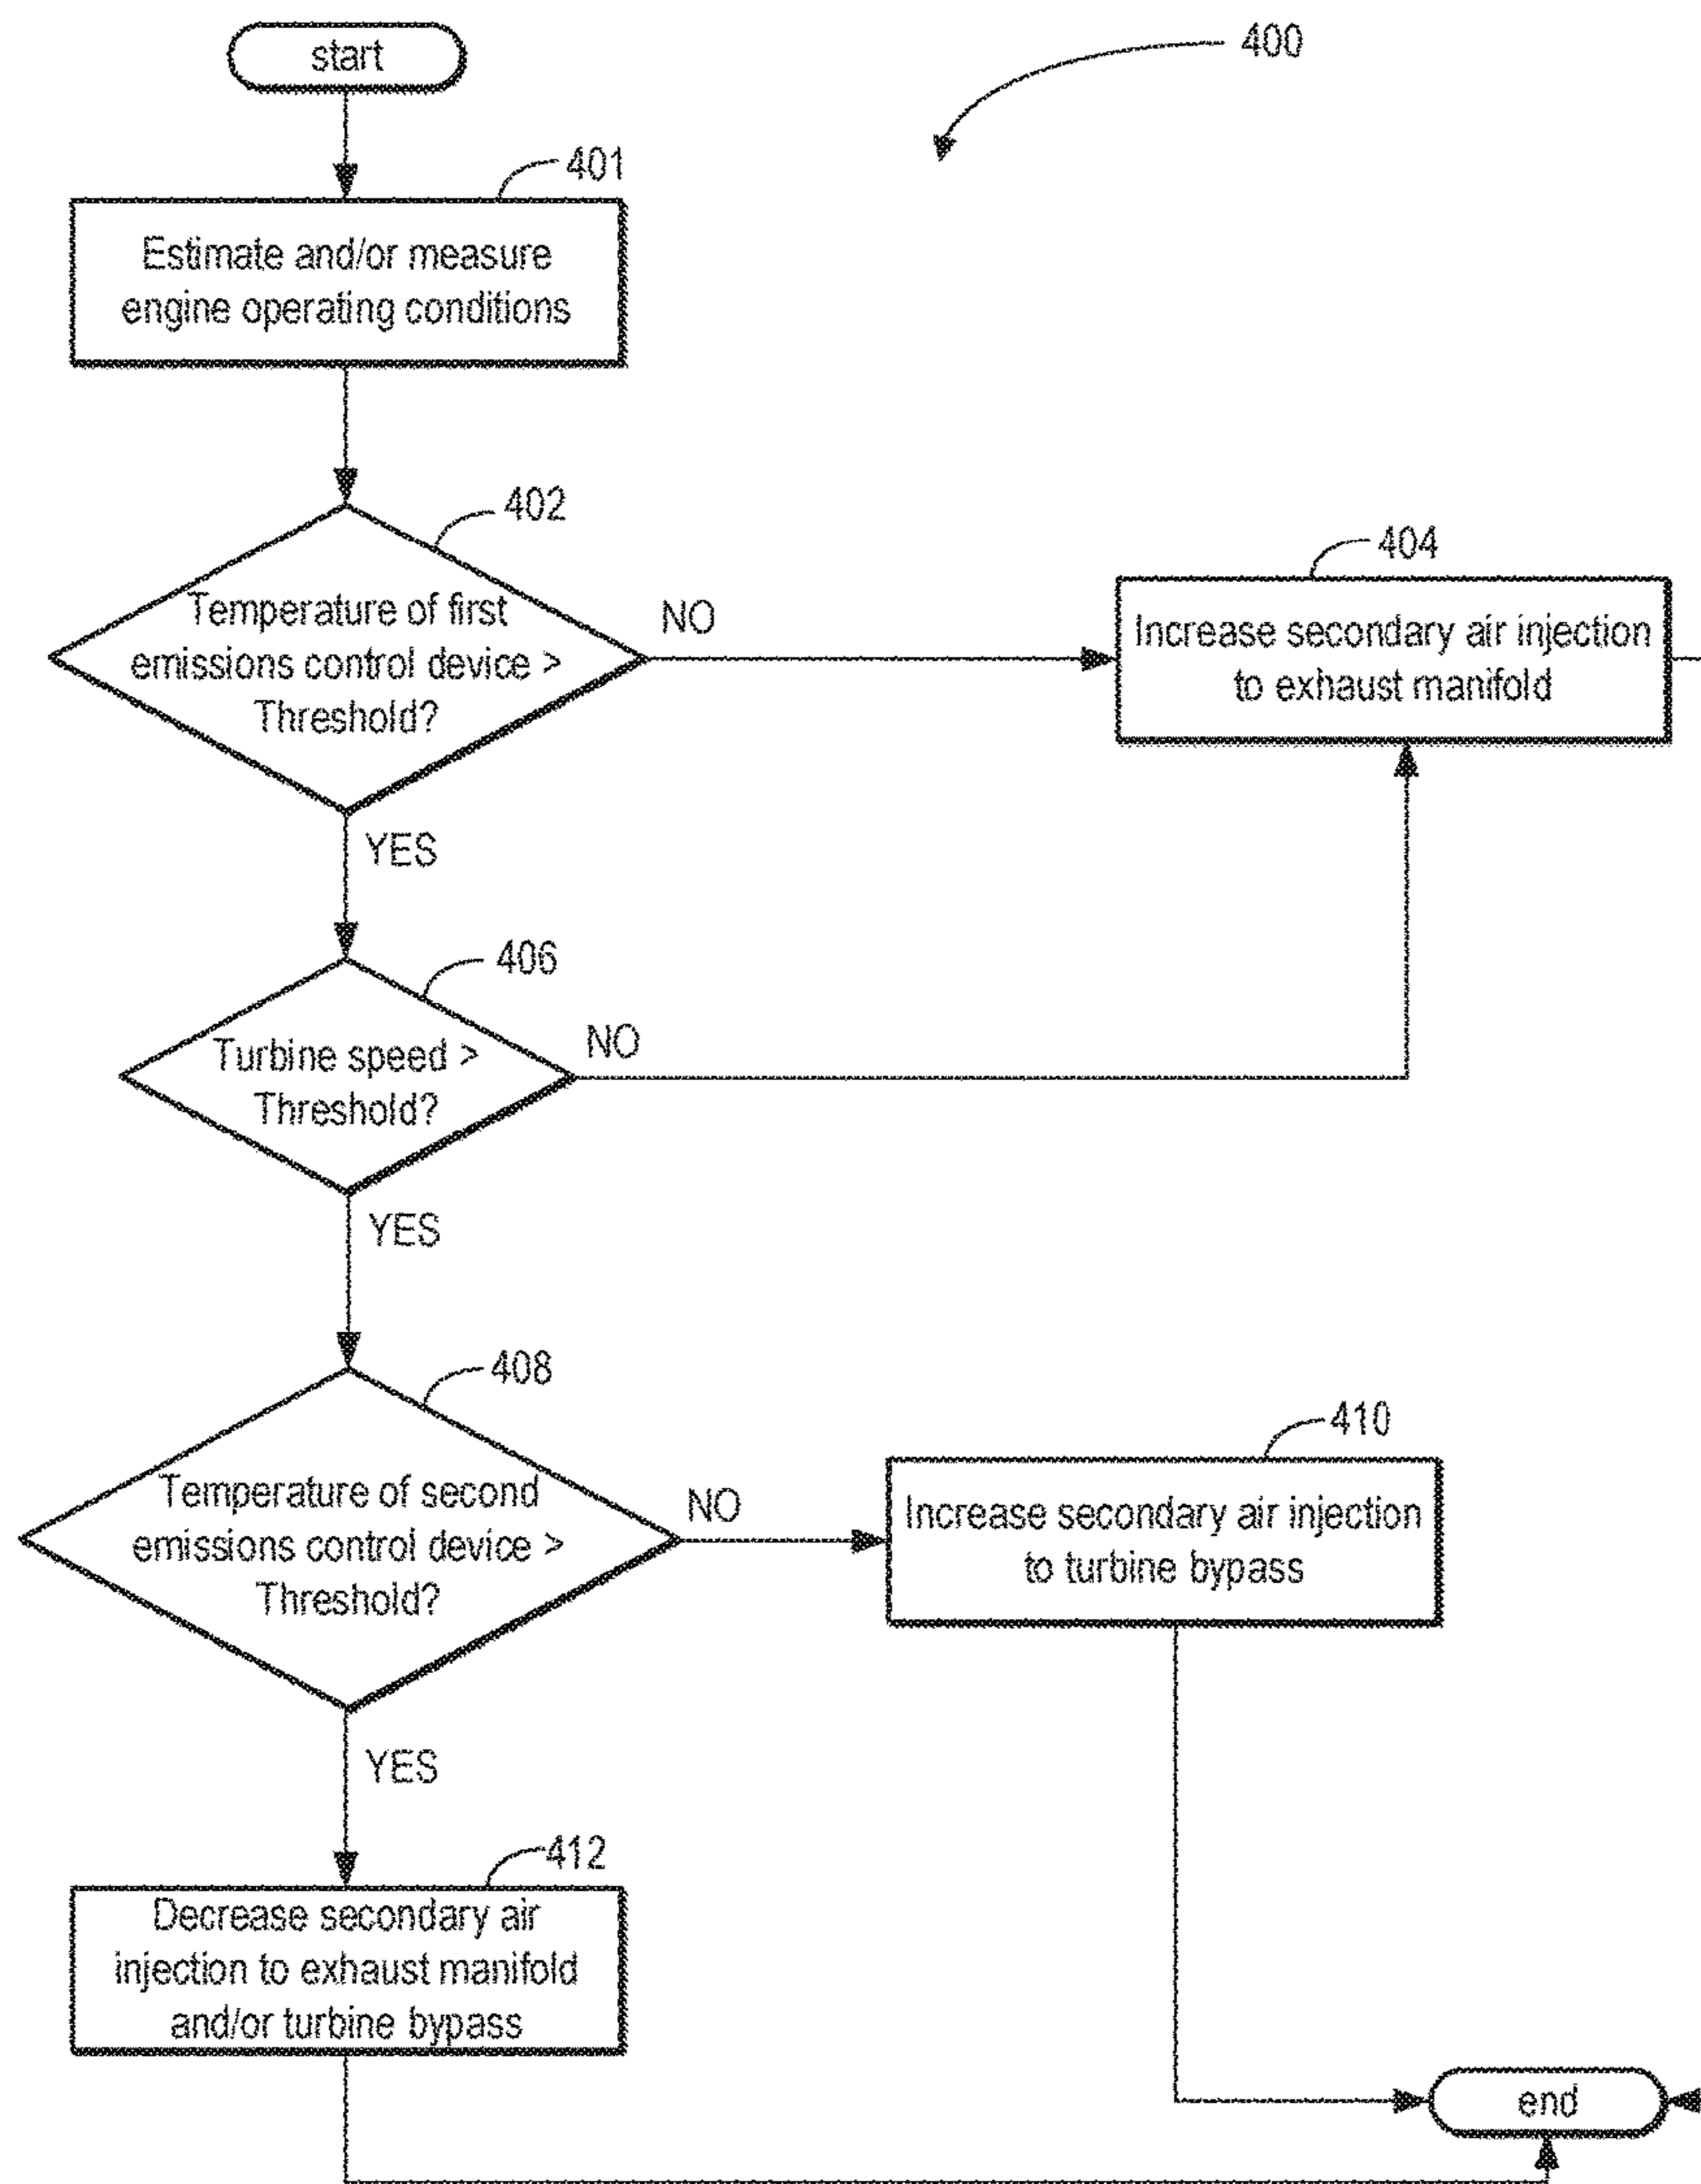 start
400
401
Estimate and/or measure
engine operating conditions
402
Temperature of first
emissions control device >
Threshold?
NO
404
Increase secondary air injection
to exhaust manifold
YES
406
Turbine speed >
Threshold?
NO
YES
408
Temperature of second
emissions control device >
Threshold?
NO
410
Increase secondary air injection
to turbine bypass
YES
412
Decrease secondary air
injection to exhaust manifold
and/or turbine bypass
end